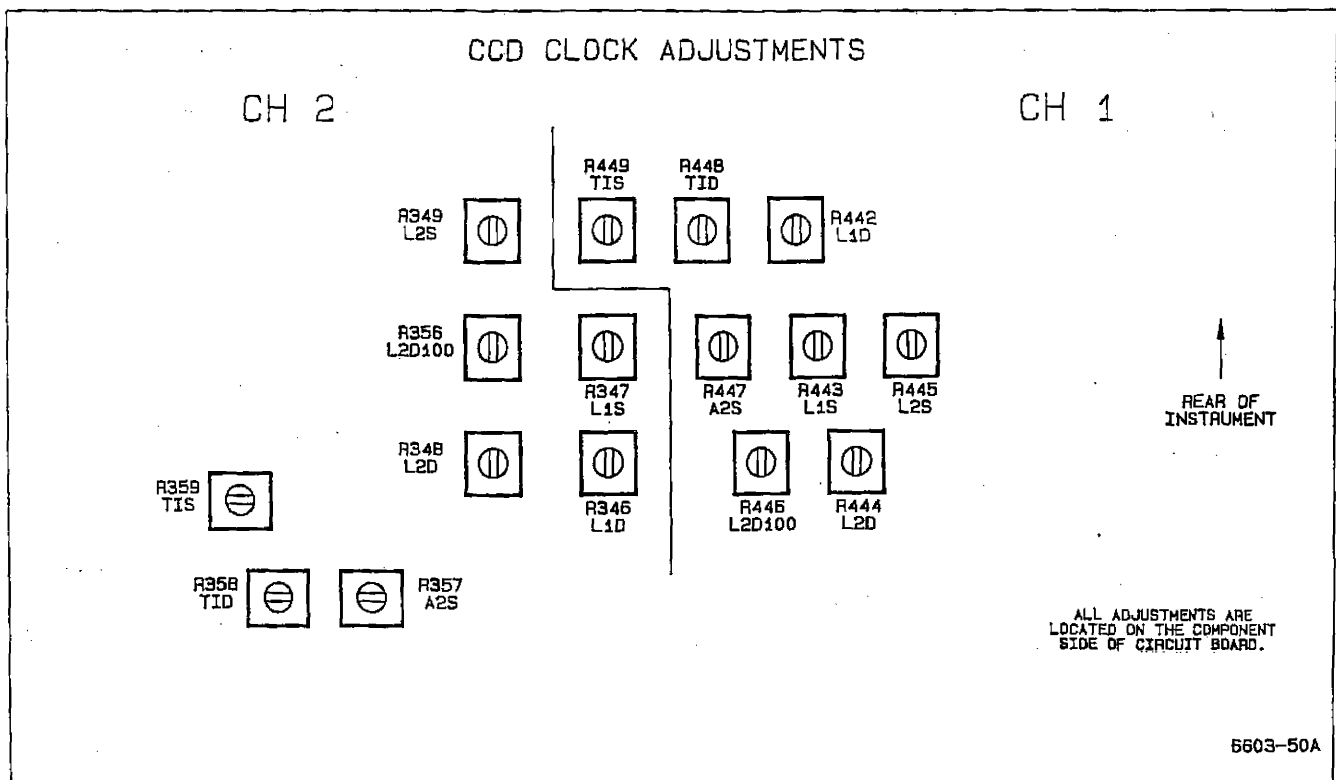 CCD CLOCK ADJUSTMENTS
CH 2
CH 1
R449
TIS
R448
TID
R349
L2S
R442
L1D
R356
L2D100
R347
L1S
R447
A2S
R443
L1S
R445
L2S
REAR OF
INSTRUMENT
R348
L2D
R346
L1D
R446
L2D100
R444
L2D
R359
TIS
R358
TID
R357
A2S
ALL ADJUSTMENTS ARE
LOCATED ON THE COMPONENT
SIDE OF CIRCUIT BOARD.
6603-50A